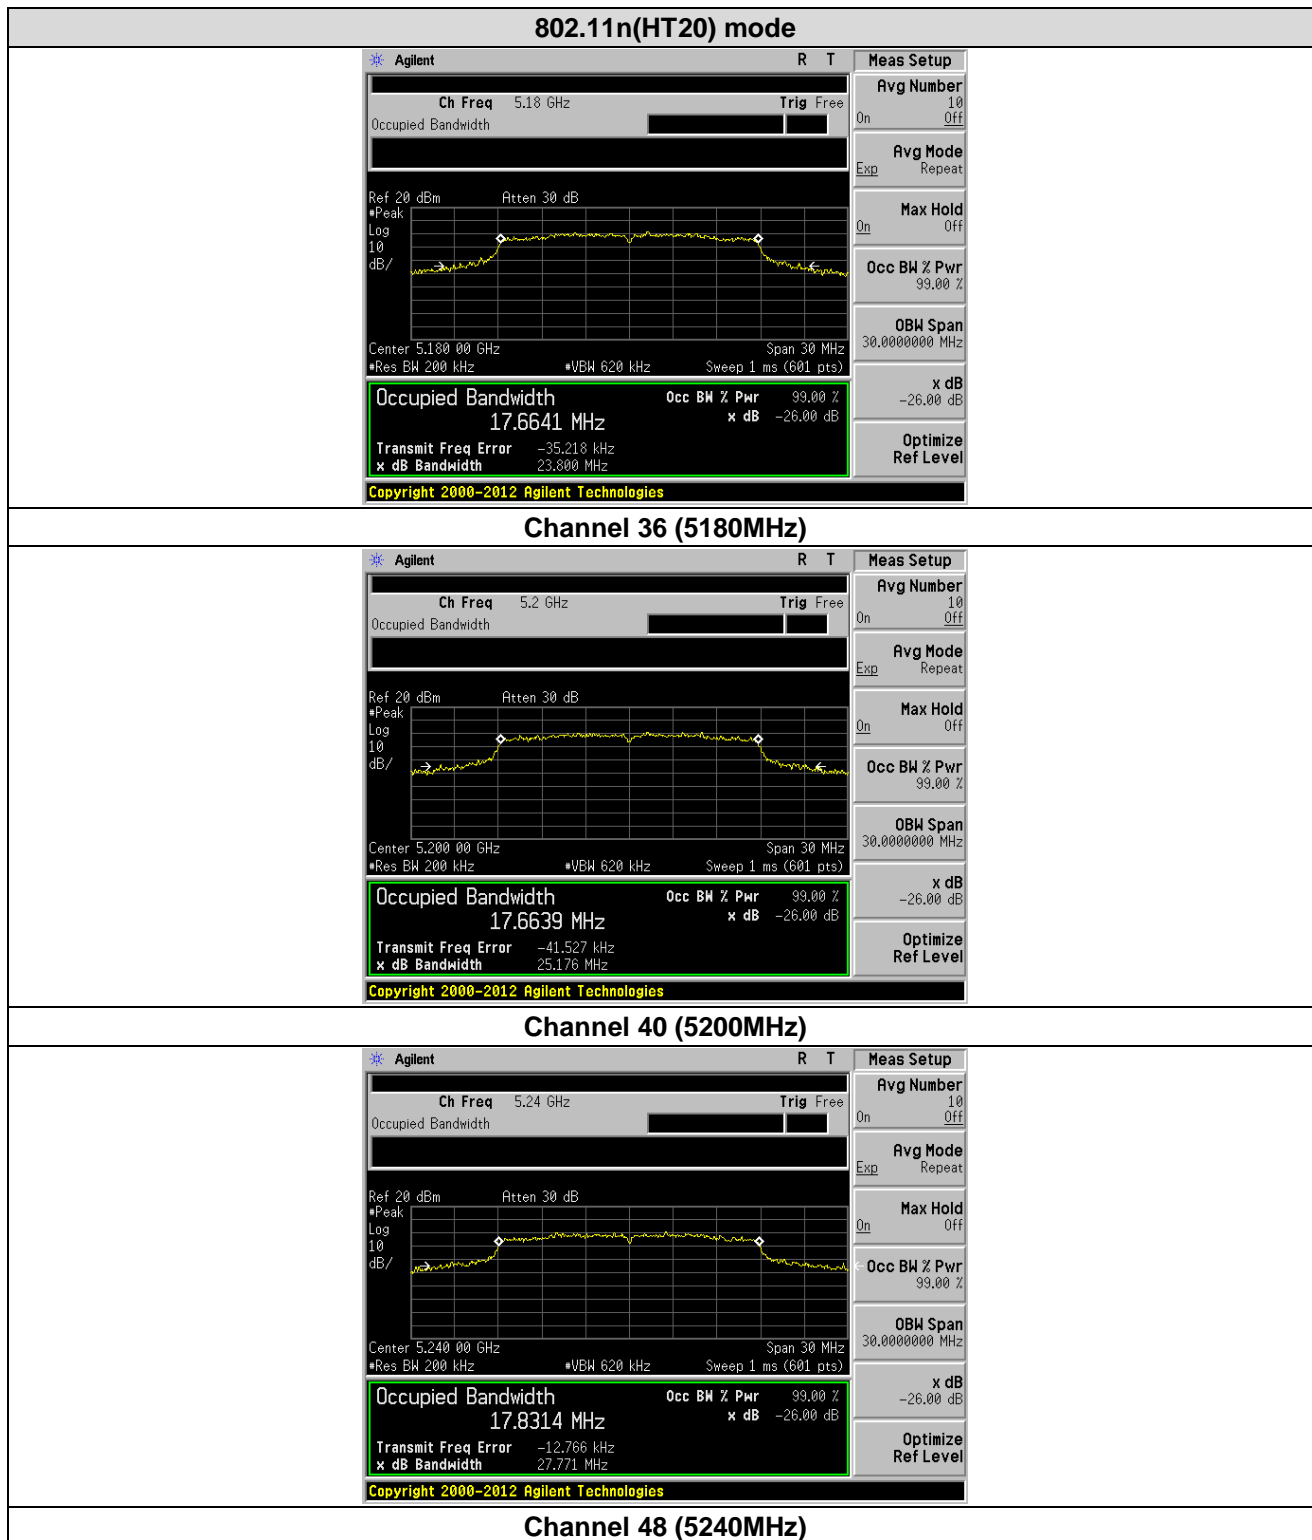 802.11n(HT20) mode
Agilent R T Meas Setup
Ch Freq 5.18 GHz Trig Free
Occupied Bandwidth
Avg Number
10
On Off
Avg Mode
Exp Repeat
Max Hold
On Off
Occ BW % Pwr
99.00 %
OBW Span
30.0000000 MHz
x dB
-26.00 dB
Optimize
Ref Level
Ref 20 dBm Atten 30 dB
#Peak
Log
10
dB/
Center 5.180 00 GHz Span 30 MHz
#Res BW 200 kHz #VBW 620 kHz Sweep 1 ms (601 pts)
Occupied Bandwidth Occ BW % Pwr 99.00 %
17.6641 MHz x dB -26.00 dB
Transmit Freq Error -35.218 kHz
x dB Bandwidth 23.800 MHz
Copyright 2000-2012 Agilent Technologies
Channel 36 (5180MHz)
Agilent R T Meas Setup
Ch Freq 5.2 GHz Trig Free
Occupied Bandwidth
Avg Number
10
On Off
Avg Mode
Exp Repeat
Max Hold
On Off
Occ BW % Pwr
99.00 %
OBW Span
30.0000000 MHz
x dB
-26.00 dB
Optimize
Ref Level
Ref 20 dBm Atten 30 dB
#Peak
Log
10
dB/
Center 5.200 00 GHz Span 30 MHz
#Res BW 200 kHz #VBW 620 kHz Sweep 1 ms (601 pts)
Occupied Bandwidth Occ BW % Pwr 99.00 %
17.6639 MHz x dB -26.00 dB
Transmit Freq Error -41.527 kHz
x dB Bandwidth 25.176 MHz
Copyright 2000-2012 Agilent Technologies
Channel 40 (5200MHz)
Agilent R T Meas Setup
Ch Freq 5.24 GHz Trig Free
Occupied Bandwidth
Avg Number
10
On Off
Avg Mode
Exp Repeat
Max Hold
On Off
Occ BW % Pwr
99.00 %
OBW Span
30.0000000 MHz
x dB
-26.00 dB
Optimize
Ref Level
Ref 20 dBm Atten 30 dB
#Peak
Log
10
dB/
Center 5.240 00 GHz Span 30 MHz
#Res BW 200 kHz #VBW 620 kHz Sweep 1 ms (601 pts)
Occupied Bandwidth Occ BW % Pwr 99.00 %
17.8314 MHz x dB -26.00 dB
Transmit Freq Error -12.766 kHz
x dB Bandwidth 27.771 MHz
Copyright 2000-2012 Agilent Technologies
Channel 48 (5240MHz)